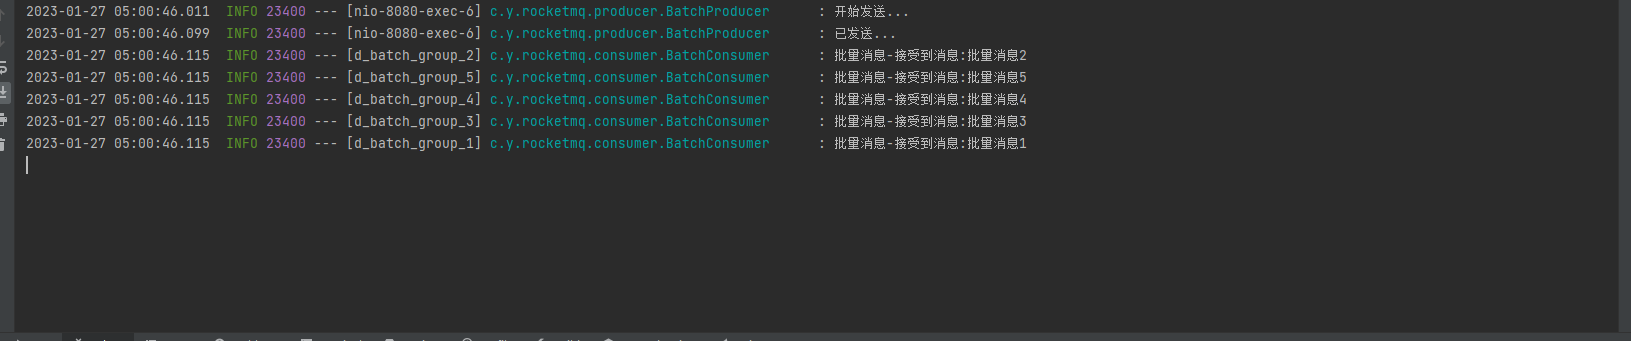 2023-01-27 05:00:46.011  INFO 23400 --- [nio-8080-exec-6] c.y.rocketmq.producer.BatchProducer      : 开始发送...
2023-01-27 05:00:46.099  INFO 23400 --- [nio-8080-exec-6] c.y.rocketmq.producer.BatchProducer      : 已发送...
2023-01-27 05:00:46.115  INFO 23400 --- [d_batch_group_2] c.y.rocketmq.consumer.BatchConsumer      : 批量消息-接受到消息:批量消息2
2023-01-27 05:00:46.115  INFO 23400 --- [d_batch_group_5] c.y.rocketmq.consumer.BatchConsumer      : 批量消息-接受到消息:批量消息5
2023-01-27 05:00:46.115  INFO 23400 --- [d_batch_group_4] c.y.rocketmq.consumer.BatchConsumer      : 批量消息-接受到消息:批量消息4
2023-01-27 05:00:46.115  INFO 23400 --- [d_batch_group_3] c.y.rocketmq.consumer.BatchConsumer      : 批量消息-接受到消息:批量消息3
2023-01-27 05:00:46.115  INFO 23400 --- [d_batch_group_1] c.y.rocketmq.consumer.BatchConsumer      : 批量消息-接受到消息:批量消息1